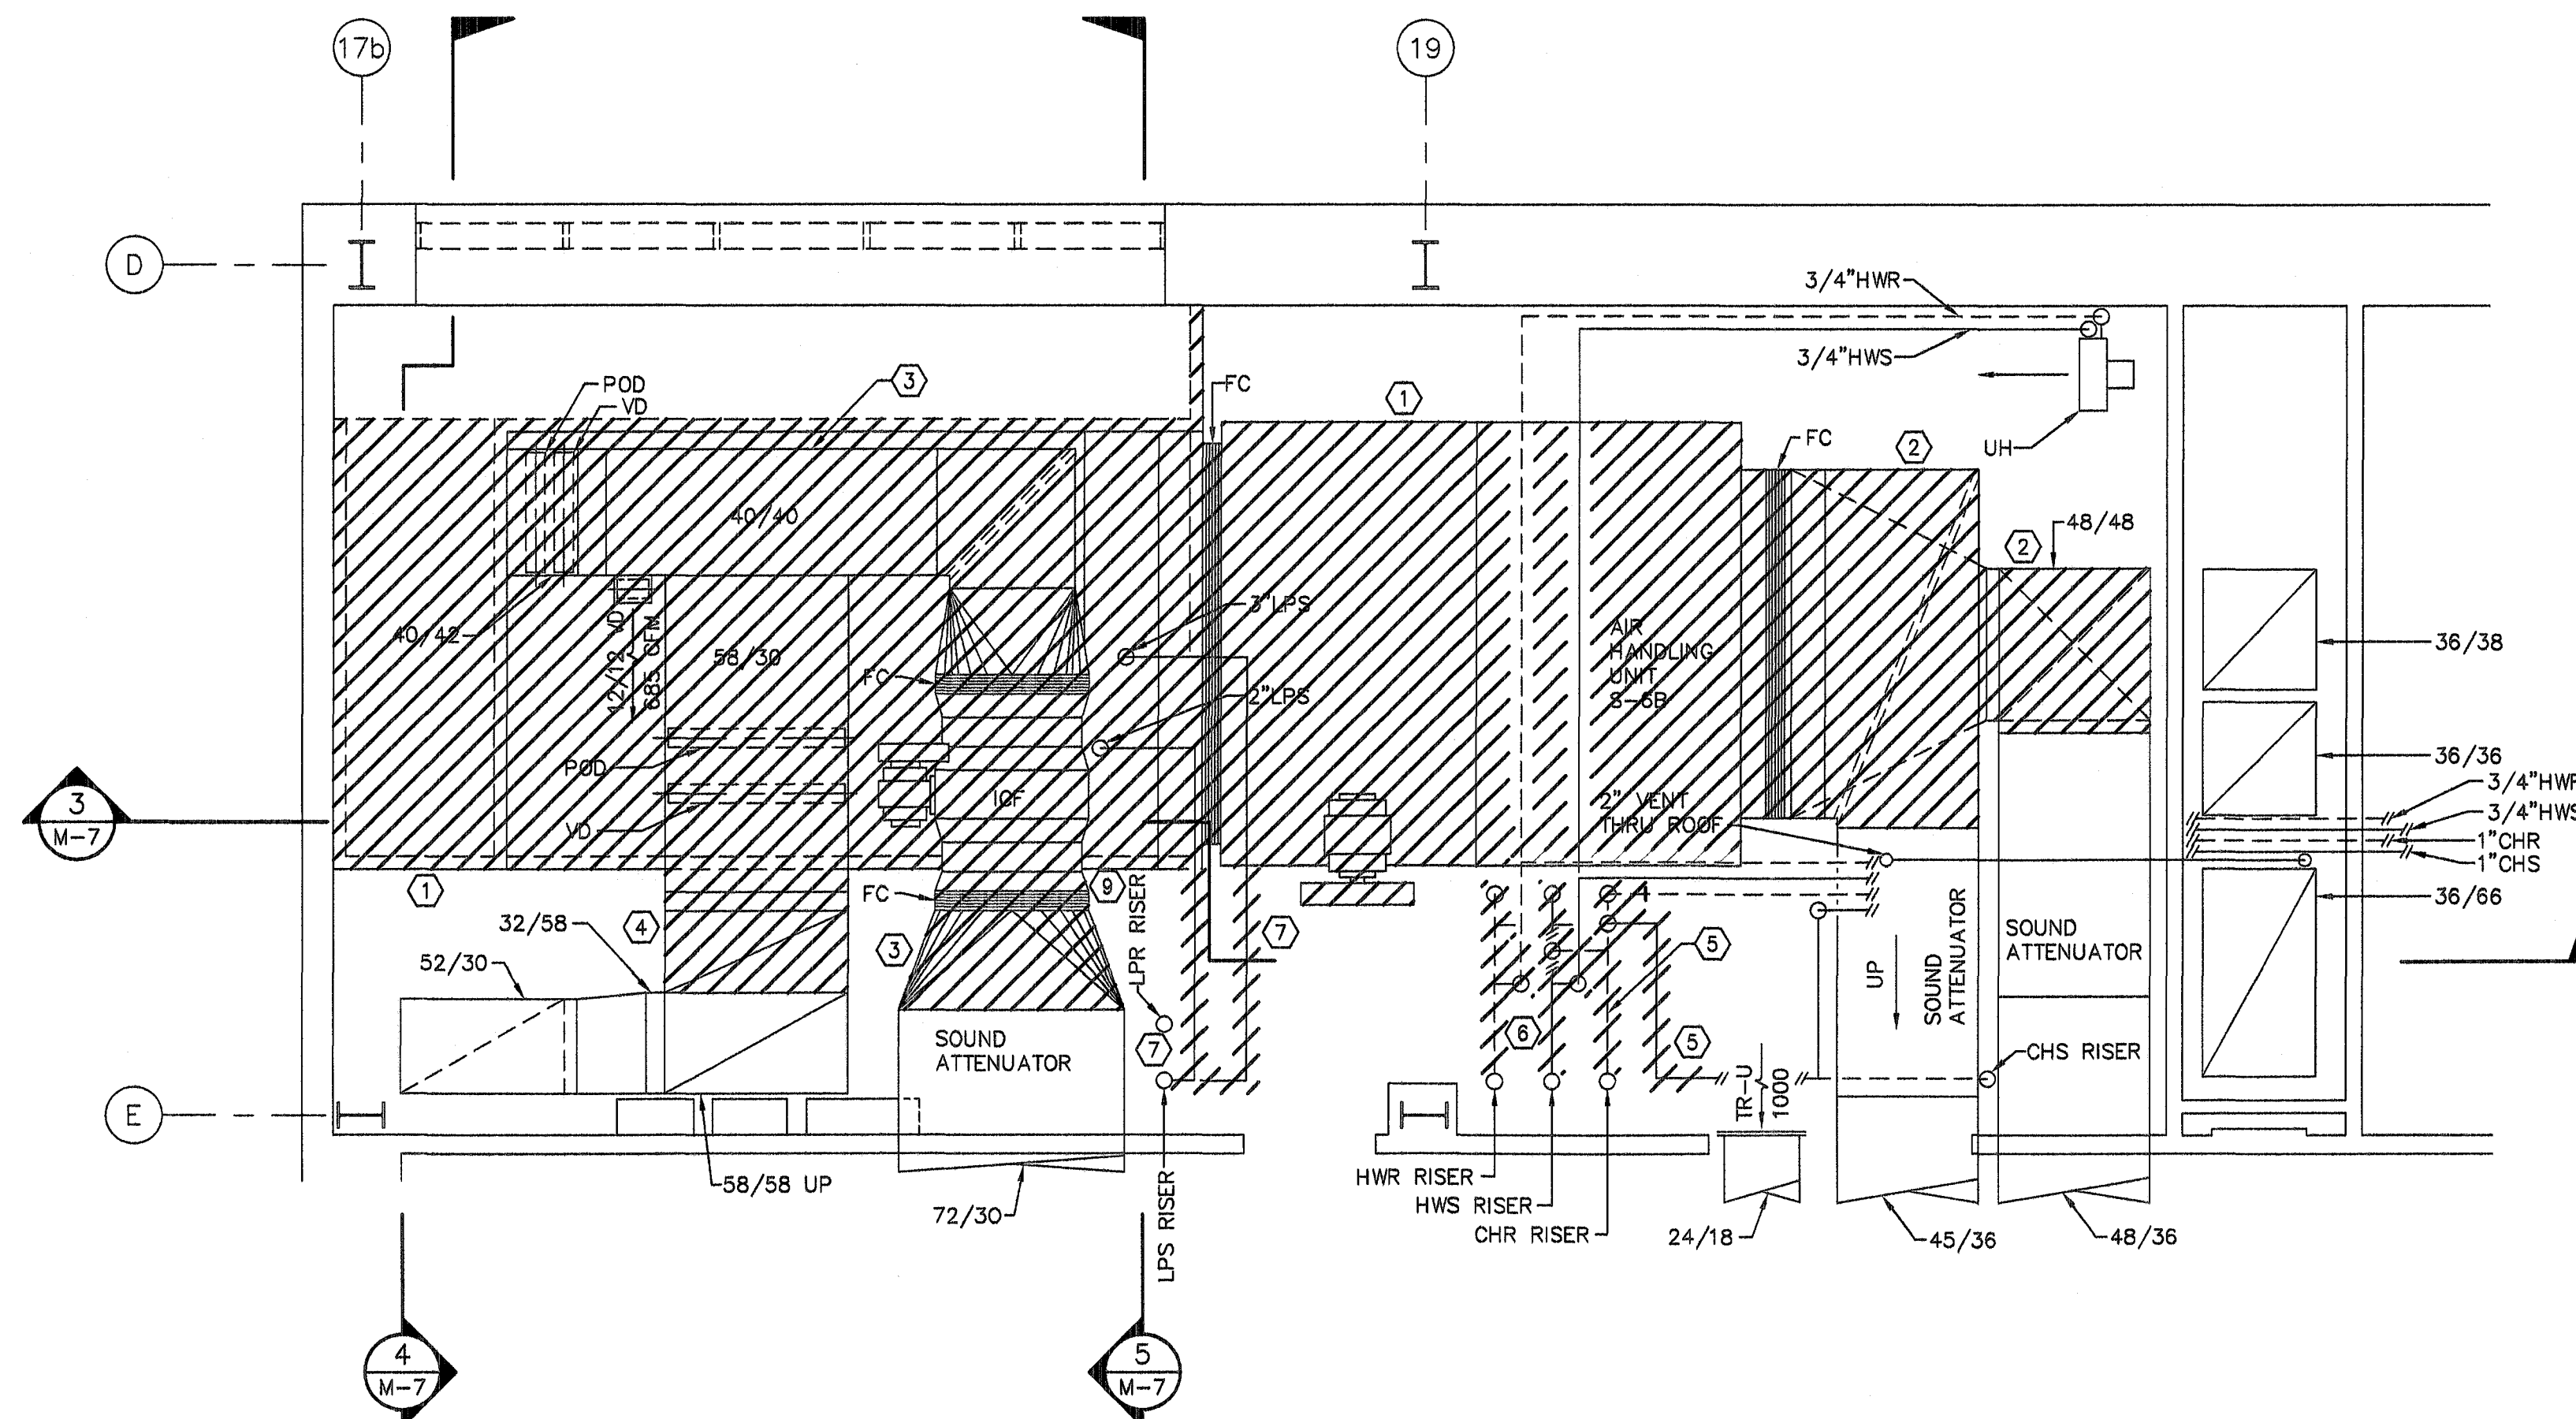 17b
19
D
3/4"HWR
3/4"HWS
POD
VD
3
FC
1
FC
2
UH
48/48
2
40/40
3"LPS
40/42
12/12 VD
685 CFM
58/30
FC
2"LPS
AIR
HANDLING
UNIT
S-6B
36/38
POD
ICF
VD
2" VENT
THRU ROOF
36/36
3/4"HWR
3/4"HWS
1"CHR
1"CHS
3
M-7
1
FC
9
36/66
32/58
4
3
LPR RISER
7
5
UP
SOUND
ATTENUATOR
SOUND
ATTENUATOR
52/30
SOUND
ATTENUATOR
7
6
5
CHS RISER
TR-U
1000
E
58/58 UP
72/30
LPS RISER
HWR RISER
HWS RISER
CHR RISER
24/18
45/36
48/36
4
M-7
5
M-7